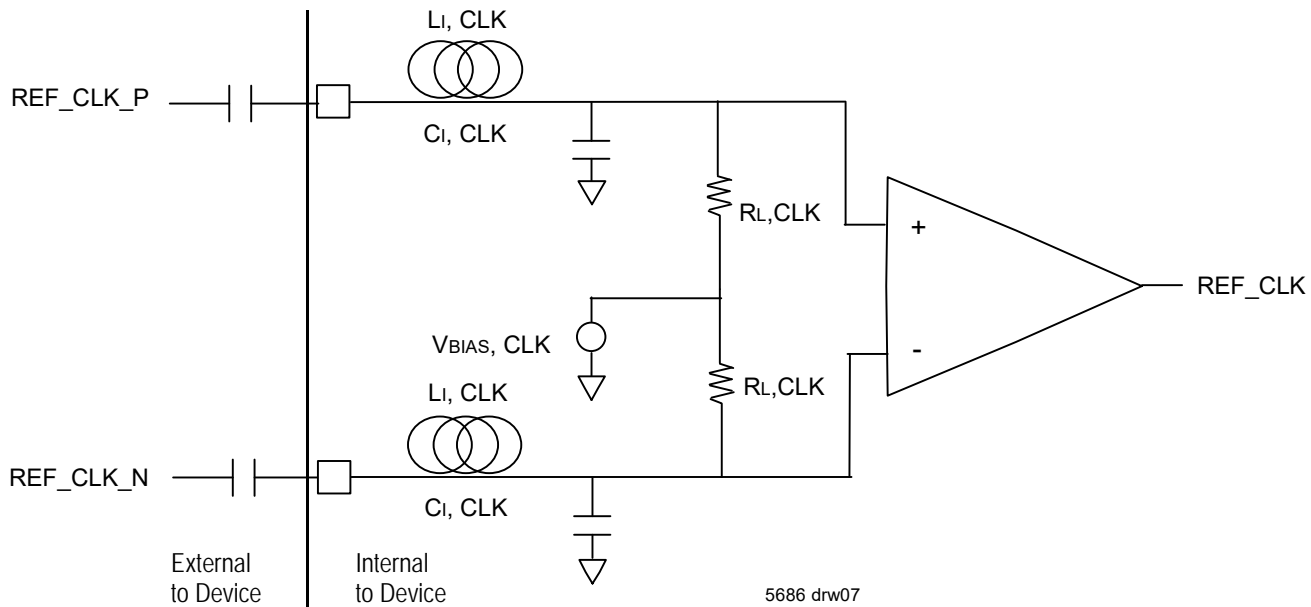 LI, CLK
REF_CLK_P
CI, CLK
RL,CLK
+
REF_CLK
VBIAS, CLK
-
RL,CLK
LI, CLK
REF_CLK_N
CI, CLK
External
to Device
Internal
to Device
5686 drw07